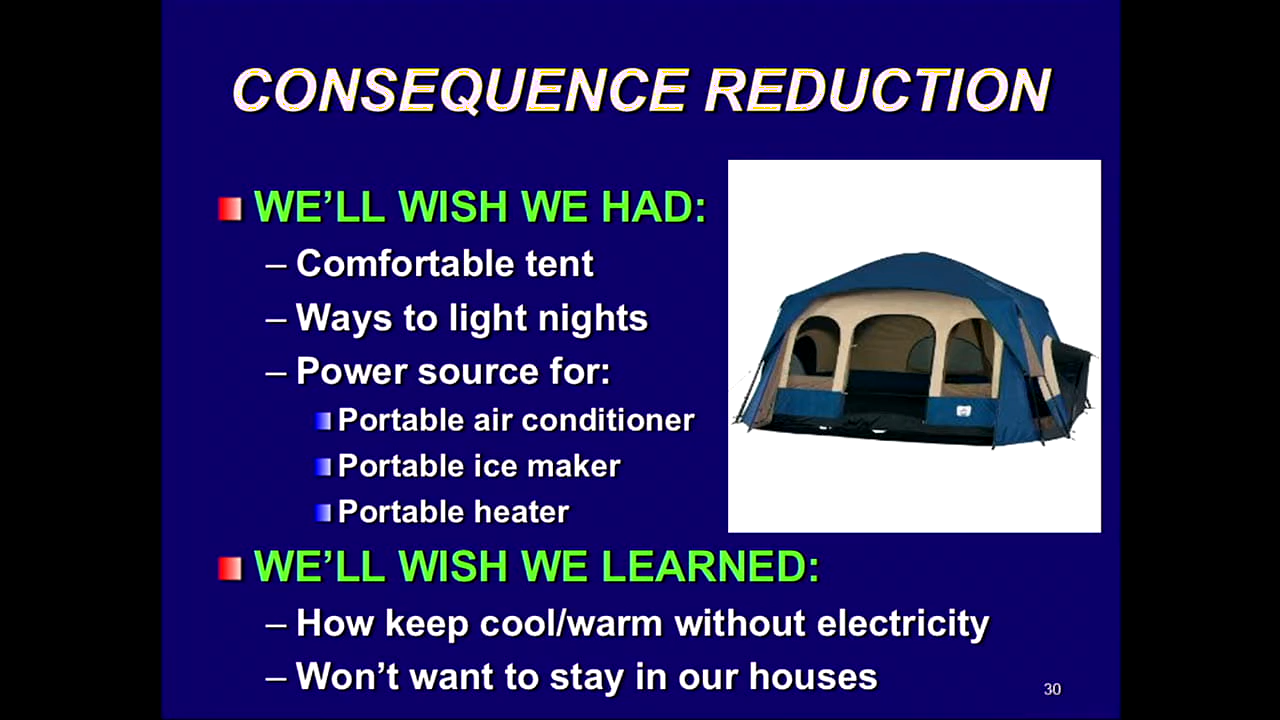 CONSEQUENCE REDUCTION
WE’LL WISH WE HAD:
– Comfortable tent
– Ways to light nights
– Power source for:
Portable air conditioner
Portable ice maker
Portable heater
WE’LL WISH WE LEARNED:
– How keep cool/warm without electricity
– Won’t want to stay in our houses
30